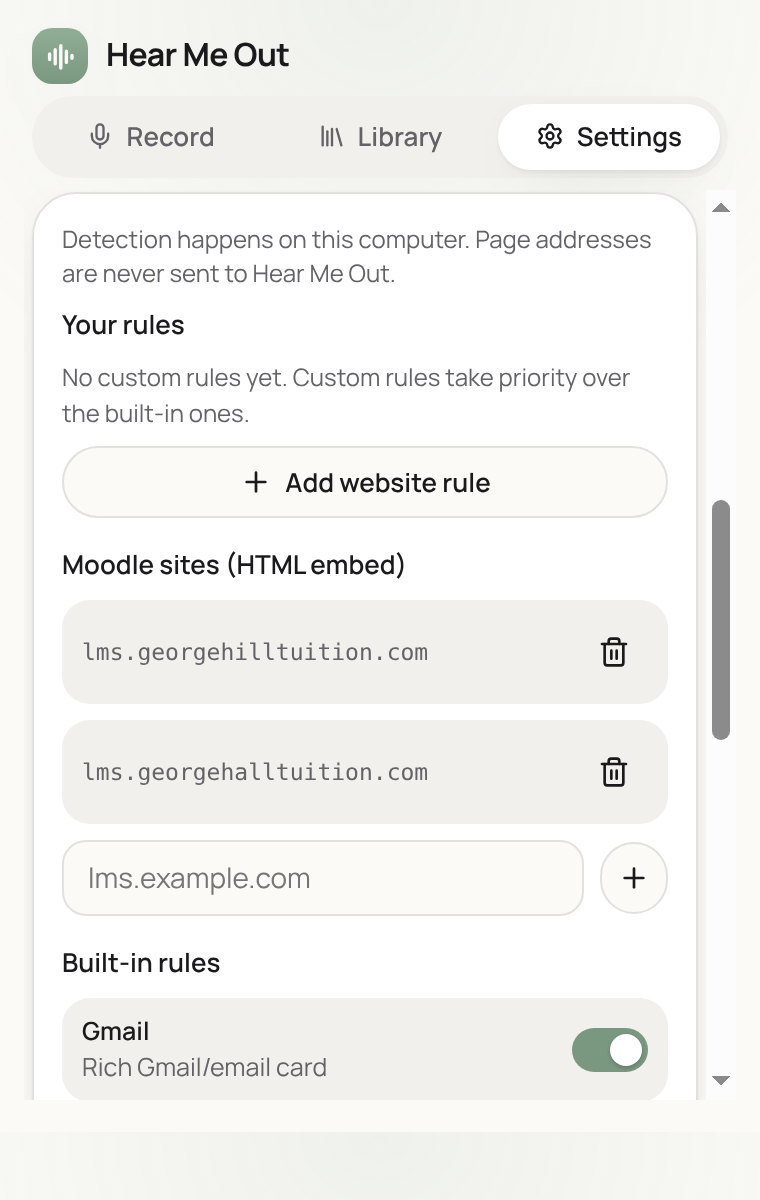 Hear Me Out
Record
Library
Settings
Detection happens on this computer. Page addresses
are never sent to Hear Me Out.
Your rules
No custom rules yet. Custom rules take priority over
the built-in ones.
Add website rule
Moodle sites (HTML embed)
lms.georgehilltuition.com
lms.georgehalltuition.com
lms.example.com
Built-in rules
Gmail
Rich Gmail/email card